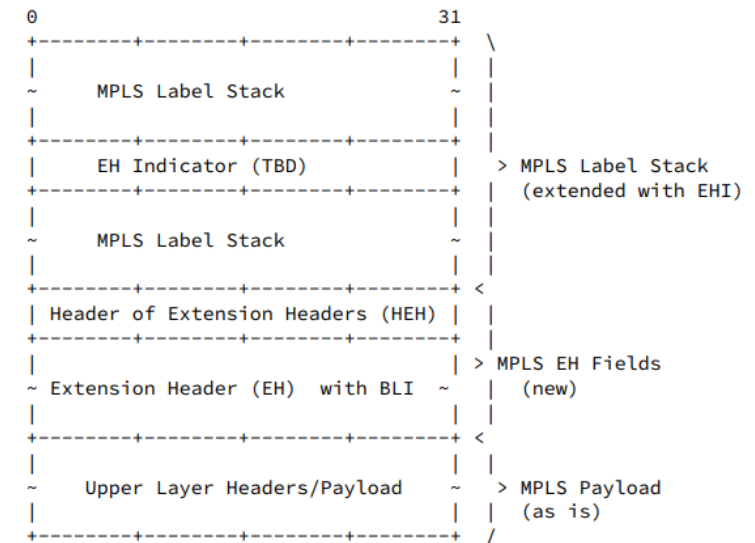 0                                              31
+--------+--------+--------+--------+  \
|                                   |  |
~      MPLS Label Stack             ~  |
|                                   |  |
+--------+--------+--------+--------+  |
|      EH Indicator (TBD)           |   > MPLS Label Stack
+--------+--------+--------+--------+  |  (extended with EHI)
|                                   |  |
~      MPLS Label Stack             ~  |
|                                   |  |
+--------+--------+--------+--------+ <
| Header of Extension Headers (HEH) |  |
+--------+--------+--------+--------+  |
|                                   | > MPLS EH Fields
~ Extension Header (EH)  with BLI  ~   |  (new)
|                                   |  |
+--------+--------+--------+--------+ <
|                                   |  |
~     Upper Layer Headers/Payload   ~   > MPLS Payload
|                                   |  |  (as is)
+--------+--------+--------+--------+  /